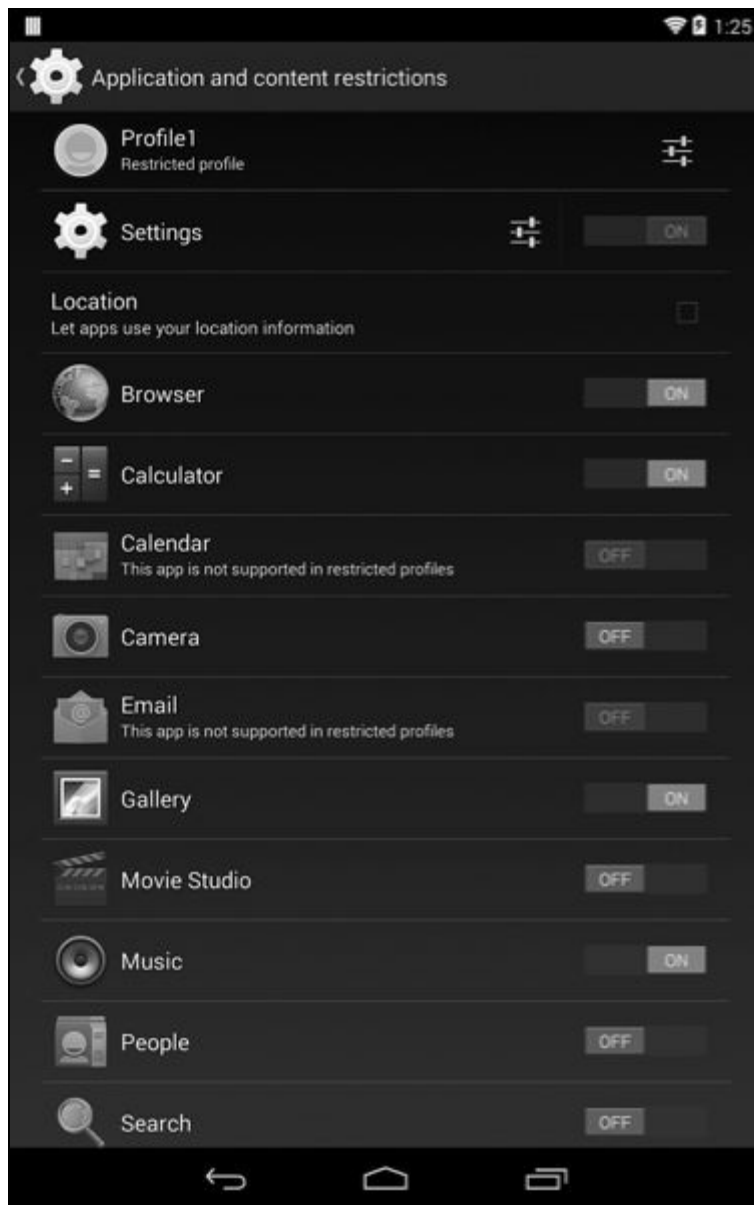 1:25
Application and content restrictions
Profile1
Restricted profile
Settings
ON
Location
Let apps use your location information
Browser
ON
Calculator
ON
Calendar
This app is not supported in restricted profiles
OFF
Camera
OFF
Email
This app is not supported in restricted profiles
OFF
Gallery
ON
Movie Studio
OFF
Music
ON
People
OFF
Search
OFF